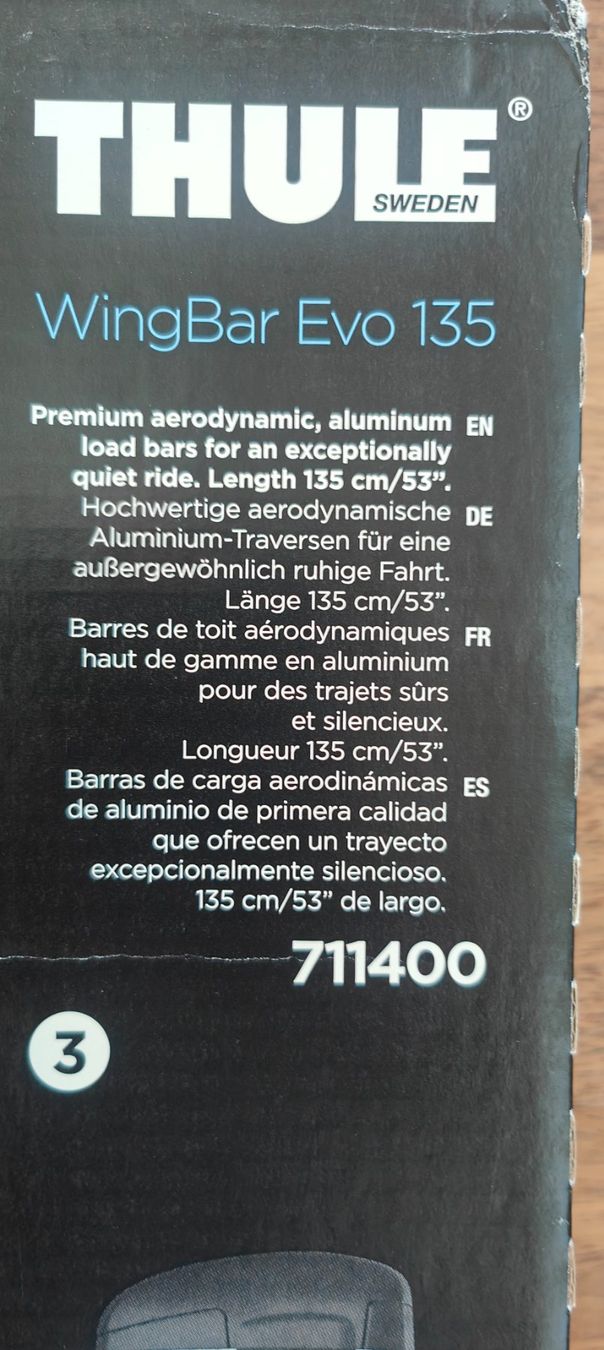 THULE®
SWEDEN
WingBar Evo 135
Premium aerodynamic, aluminum EN
load bars for an exceptionally
quiet ride. Length 135 cm/53”.
Hochwertige aerodynamische DE
Aluminium-Traversen für eine
außergewöhnlich ruhige Fahrt.
Länge 135 cm/53”.
Barres de toit aérodynamiques FR
haut de gamme en aluminium
pour des trajets sûrs
et silencieux.
Longueur 135 cm/53”.
Barras de carga aerodinámicas ES
de aluminio de primera calidad
que ofrecen un trayecto
excepcionalmente silencioso.
135 cm/53” de largo.
711400
3